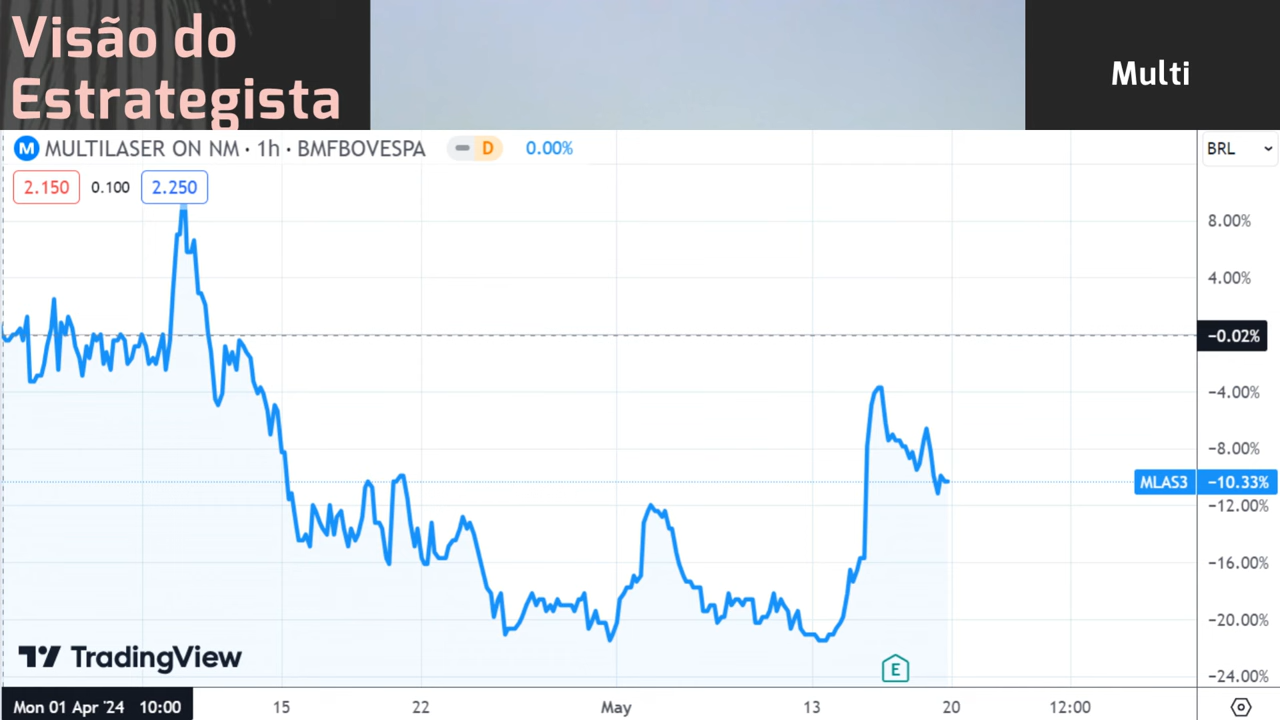 Visão do
Estrategista
Multi
M MULTILASER ON NM · 1h · BMFBOVESPA D 0.00% BRL
2.150 0.100 2.250
8.00%
4.00%
−0.02%
−4.00%
−8.00%
MLAS3 −10.33%
−12.00%
−16.00%
−20.00%
TradingView
E
−24.00%
Mon 01 Apr '24 10:00 15 22 May 13 20 12:00